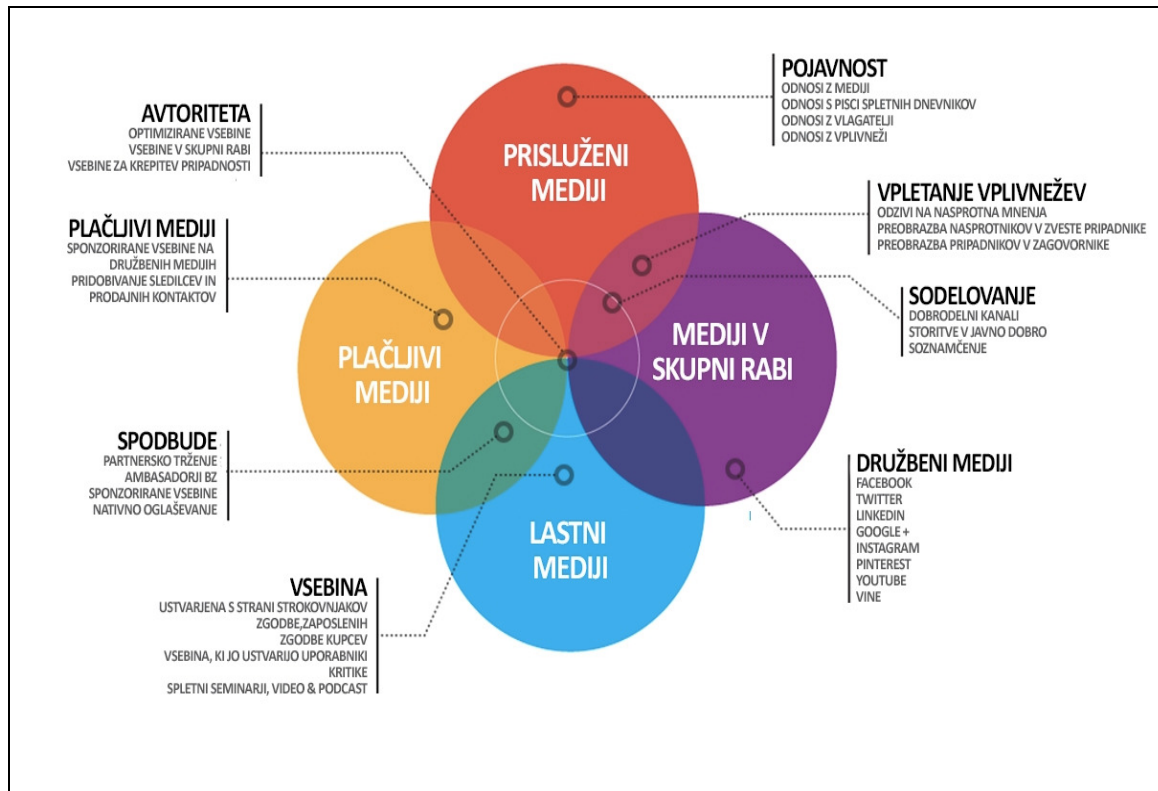 AVTORITETA
OPTIMIZIRANE VSEBINE
VSEBINE V SKUPNI RABI
VSEBINE ZA KREPITEV PRIPADNOSTI
PLAČLJIVI MEDIJI
SPONZORIRANE VSEBINE NA
DRUŽBENIH MEDIJIH
PRIDOBIVANJE SLEDILCEV IN
PRODAJNIH KONTAKTOV
SPODBUDE
PARTNERSKO TRŽENJE
AMBASADORJI BZ
SPONZORIRANE VSEBINE
NATIVNO OGLAŠEVANJE
VSEBINA
USTVARJENA S STRANI STROKOVNJAKOV
ZGODBE,ZAPOSLENIH
ZGODBE KUPCEV
VSEBINA, KI JO USTVARIJO UPORABNIKI
KRITIKE
SPLETNI SEMINARJI, VIDEO & PODCAST
PRISLUŽENI
MEDIJI
PLAČLJIVI
MEDIJI
MEDIJI V
SKUPNI RABI
LASTNI
MEDIJI
POJAVNOST
ODNOSI Z MEDIJI
ODNOSI S PISCI SPLETNIH DNEVNIKOV
ODNOSI Z VLAGATELJI
ODNOSI Z VPLIVNEŽI
VPLETANJE VPLIVNEŽEV
ODZIVI NA NASPROTNA MNENJA
PREOBRAZBA NASPROTNIKOV V ZVESTE PRIPADNIKE
PREOBRAZBA PRIPADNIKOV V ZAGOVORNIKE
SODELOVANJE
DOBRODELNI KANALI
STORITVE V JAVNO DOBRO
SOZNAMČENJE
DRUŽBENI MEDIJI
FACEBOOK
TWITTER
LINKEDIN
GOOGLE +
INSTAGRAM
PINTEREST
YOUTUBE
VINE